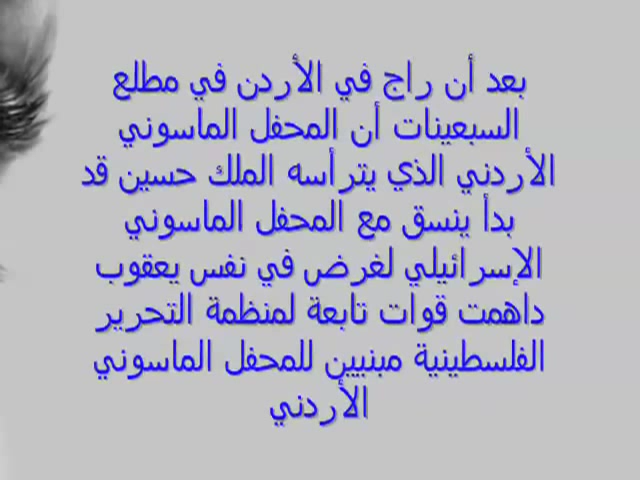 بعد أن راج في الأردن في مطلع
السبعينات أن المحفل الماسوني
الأردني الذي يترأسه الملك حسين قد
بدأ ينسق مع المحفل الماسوني
الإسرائيلي لغرض في نفس يعقوب
داهمت قوات تابعة لمنظمة التحرير
الفلسطينية مبنيين للمحفل الماسوني
الأردني